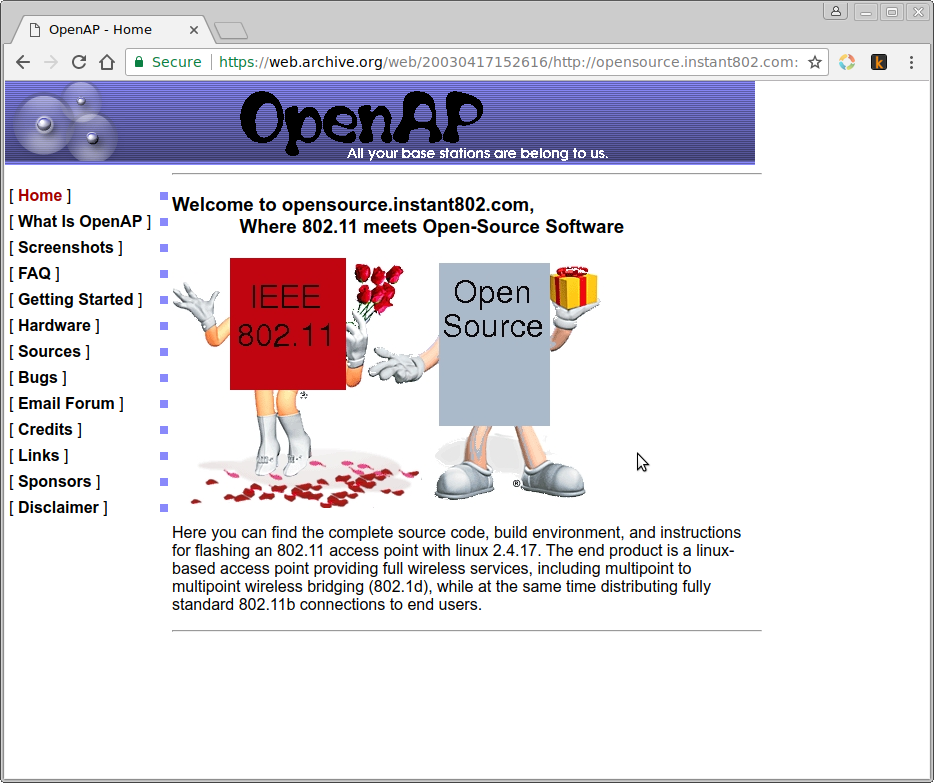 OpenAP - Home
Secure
https://web.archive.org/web/20030417152616/http://opensource.instant802.com:
k
OpenAP
All your base stations are belong to us.
[ Home ]
[ What Is OpenAP ]
[ Screenshots ]
[ FAQ ]
[ Getting Started ]
[ Hardware ]
[ Sources ]
[ Bugs ]
[ Email Forum ]
[ Credits ]
[ Links ]
[ Sponsors ]
[ Disclaimer ]
Welcome to opensource.instant802.com,
Where 802.11 meets Open-Source Software
IEEE
802.11
Open
Source
®
Here you can find the complete source code, build environment, and instructions
for flashing an 802.11 access point with linux 2.4.17. The end product is a linux-
based access point providing full wireless services, including multipoint to
multipoint wireless bridging (802.1d), while at the same time distributing fully
standard 802.11b connections to end users.